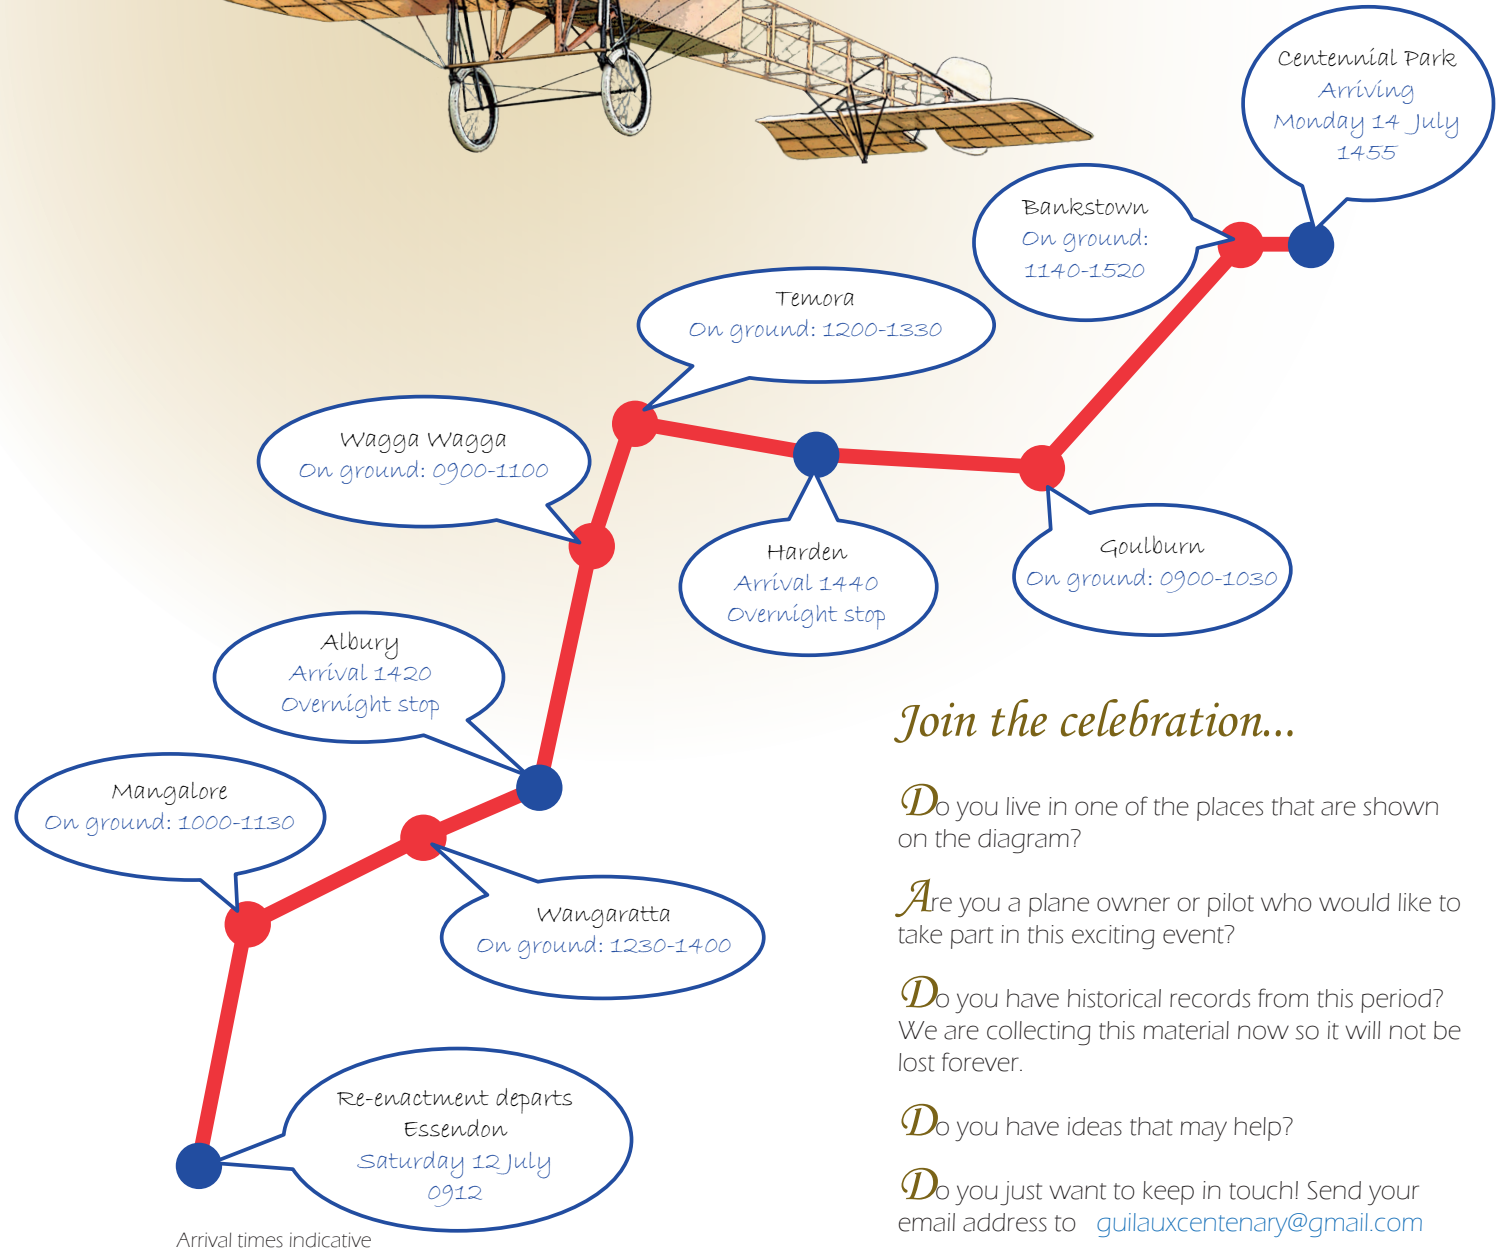 Centennial Park
Arriving
Monday 14 July
1455
Bankstown
On ground:
1140-1520
Temora
On ground: 1200-1330
Wagga Wagga
On ground: 0900-1100
Harden
Arrival 1440
Overnight stop
Goulburn
On ground: 0900-1030
Albury
Arrival 1420
Overnight stop
Mangalore
On ground: 1000-1130
Wangaratta
On ground: 1230-1400
Re-enactment departs
Essendon
Saturday 12 July
0912
Arrival times indicative
Join the celebration...
Do you live in one of the places that are shown
on the diagram?
Are you a plane owner or pilot who would like to
take part in this exciting event?
Do you have historical records from this period?
We are collecting this material now so it will not be
lost forever.
Do you have ideas that may help?
Do you just want to keep in touch! Send your
email address to guilauxcentenary@gmail.com